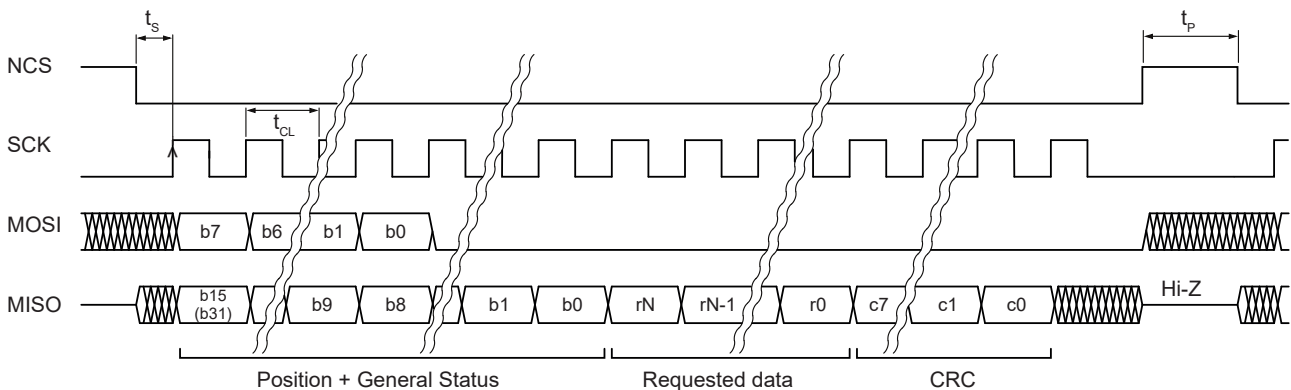 tS
tP
NCS
tCL
SCK
MOSI
b7 b6 b1 b0
MISO
b15 (b31) b9 b8 b1 b0 rN rN-1 r0 c7 c1 c0 Hi-Z
Position + General Status Requested data CRC